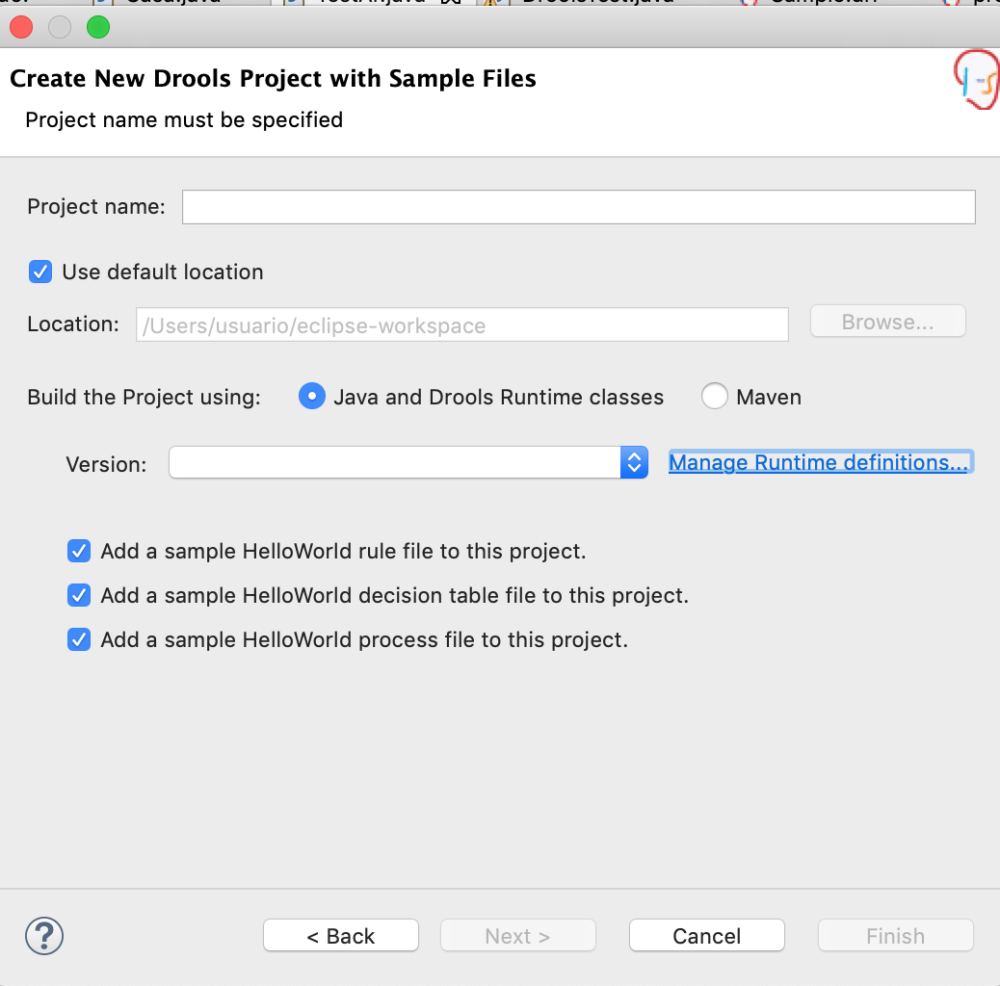 Create New Drools Project with Sample Files
Project name must be specified
Project name:
Use default location
Location: /Users/usuario/eclipse-workspace Browse...
Build the Project using: Java and Drools Runtime classes Maven
Version: Manage Runtime definitions...
Add a sample HelloWorld rule file to this project.
Add a sample HelloWorld decision table file to this project.
Add a sample HelloWorld process file to this project.
? < Back Next > Cancel Finish